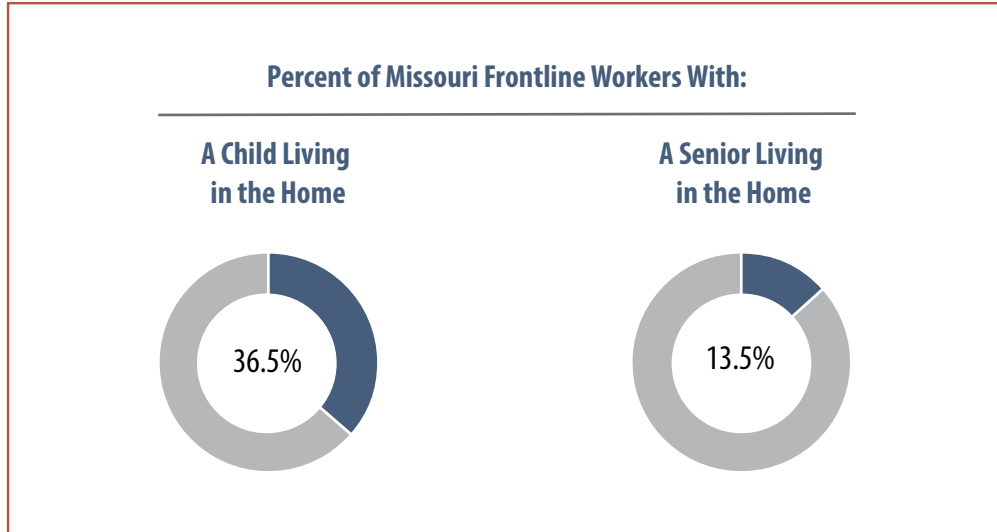 Percent of Missouri Frontline Workers With:
A Child Living
in the Home
A Senior Living
in the Home
36.5%
13.5%